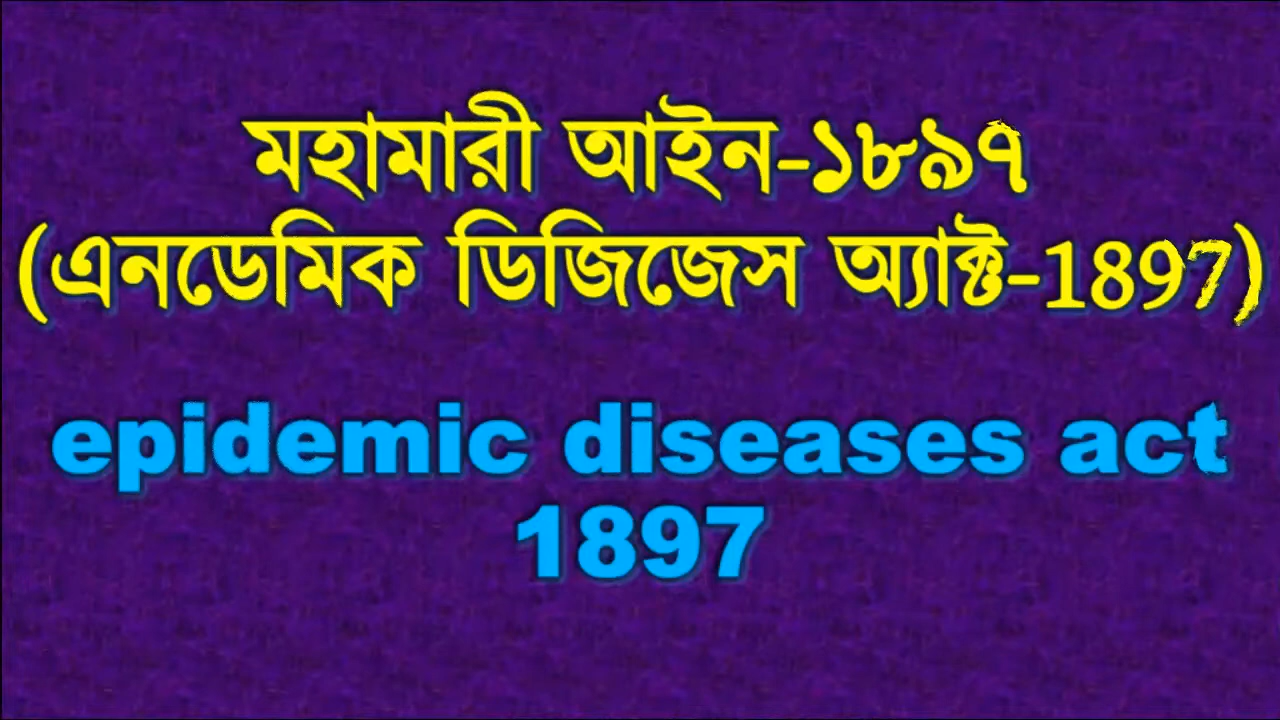 মহামারী আইন-১৮৯৭
(এনডেমিক ডিজিজেস অ্যাক্ট-1897)
epidemic diseases act
1897